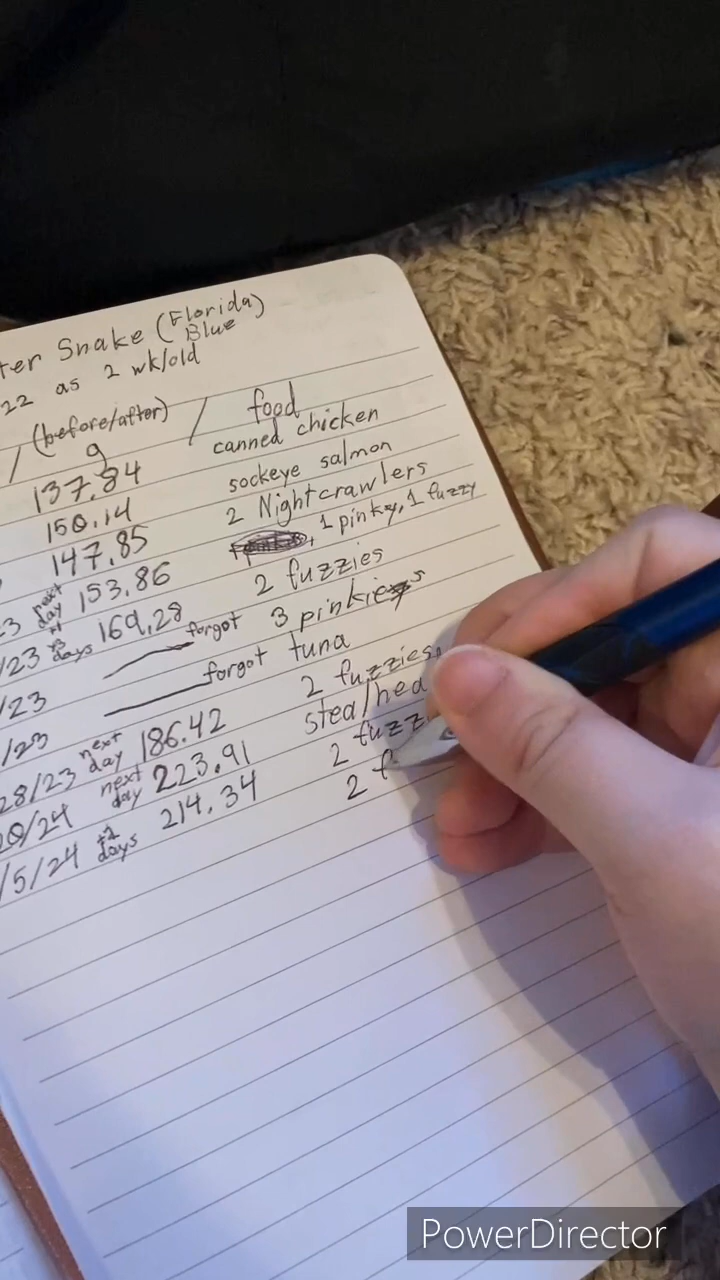 ter Snake (Florida)
Blue
22 as 2 wk/old
/ (before/after) / food
g
137.84 canned chicken
150.14 sockeye salmon
147.85 2 Nightcrawlers
23 next day 153.86 , 1 pinky, 1 fuzzy
/23 days 169.28 2 fuzzies
/23 forgot 3 pinkies
/23 forgot tuna
28/23 next day 186.42 2 fuzzies
20/24 next day 223.91 steelhea
/5/24 days 214.34 2 fuzz
2 f
PowerDirector